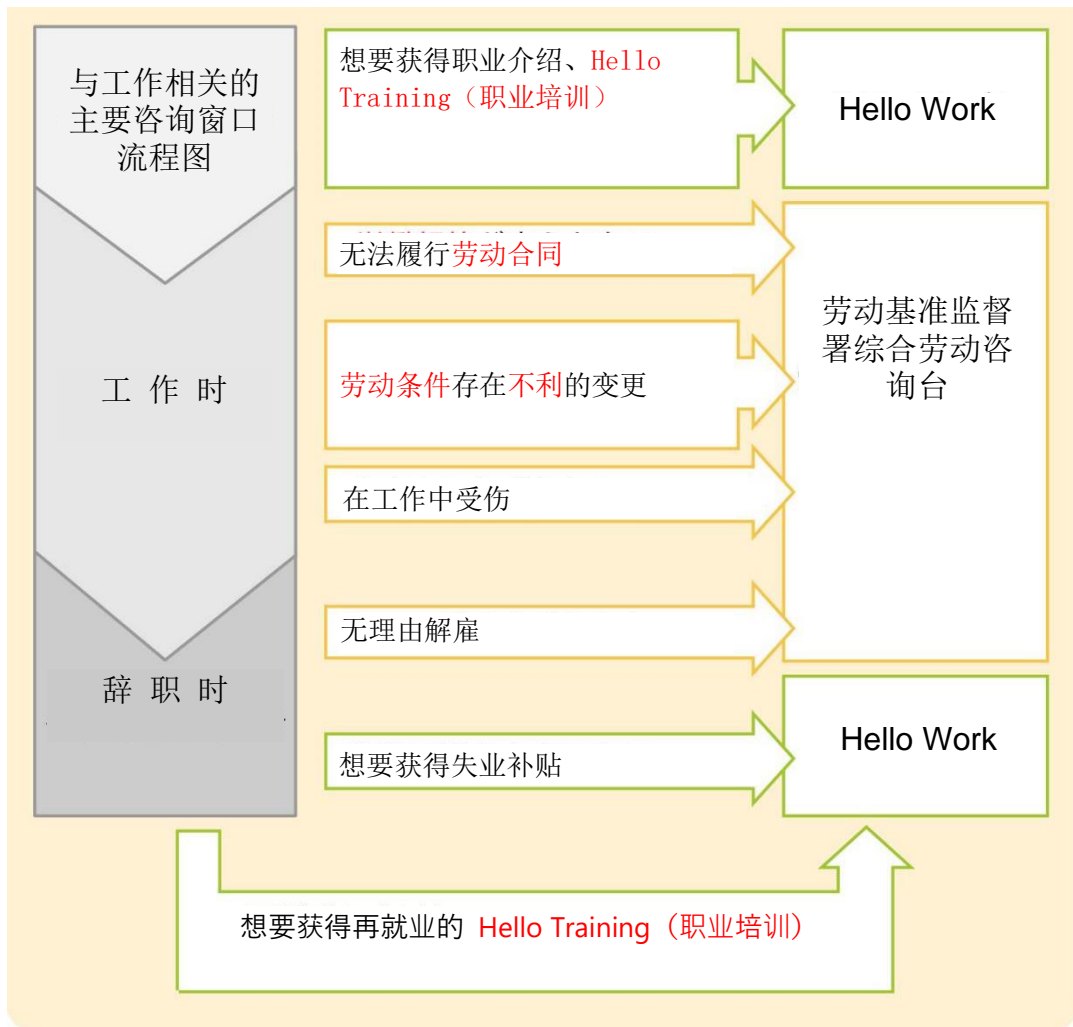 与工作相关的
主要咨询窗口
流程图
想要获得职业介绍、Hello
Training（职业培训）
Hello Work
无法履行劳动合同
劳动基准监督
署综合劳动咨
询台
工 作 时
劳动条件存在不利的变更
在工作中受伤
无理由解雇
辞 职 时
想要获得失业补贴
Hello Work
想要获得再就业的 Hello Training（职业培训）